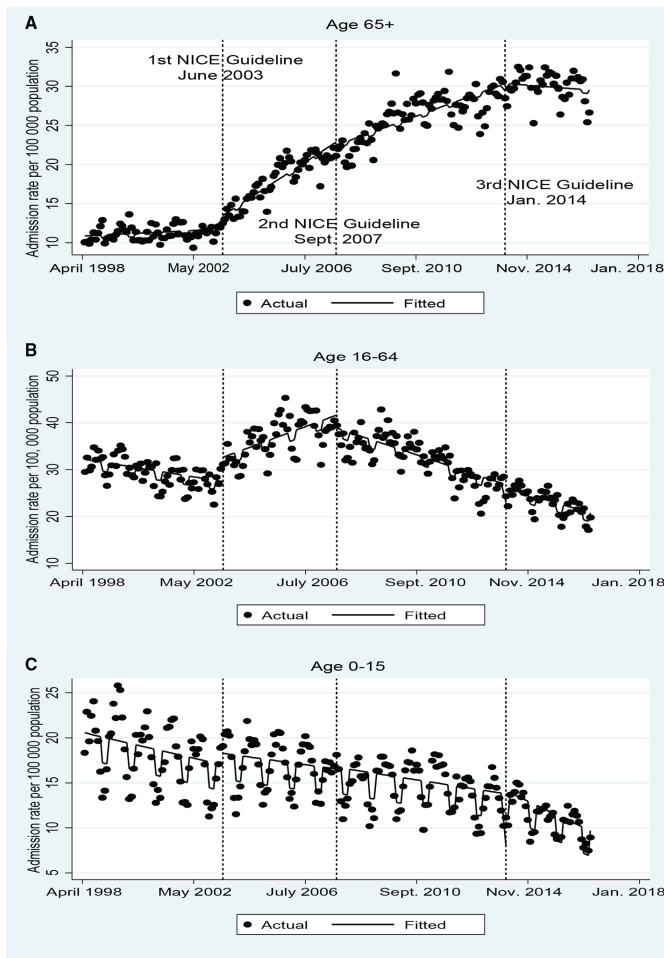 A
Age 65+
Admission rate per 100 000 population
35
30
25
20
15
10
1st NICE Guideline
June 2003
2nd NICE Guideline
Sept. 2007
3rd NICE Guideline
Jan. 2014
April 1998 May 2002 July 2006 Sept. 2010 Nov. 2014 Jan. 2018
Actual Fitted
B
Age 16-64
Admission rate per 100, 000 population
50
40
30
20
10
April 1998 May 2002 July 2006 Sept. 2010 Nov. 2014 Jan. 2018
Actual Fitted
C
Age 0-15
Admission rate per 100 000 population
25
20
15
10
5
April 1998 May 2002 July 2006 Sept. 2010 Nov. 2014 Jan. 2018
Actual Fitted